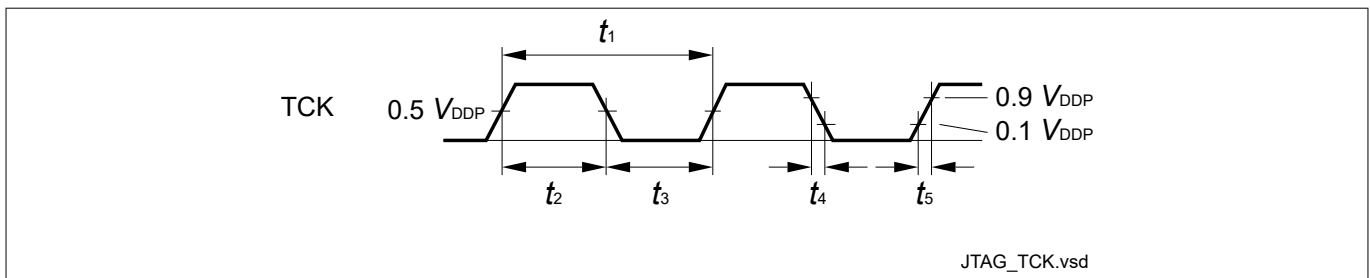 t1
TCK
0.5 VDDP
0.9 VDDP
0.1 VDDP
t2
t3
t4
t5
JTAG_TCK.vsd